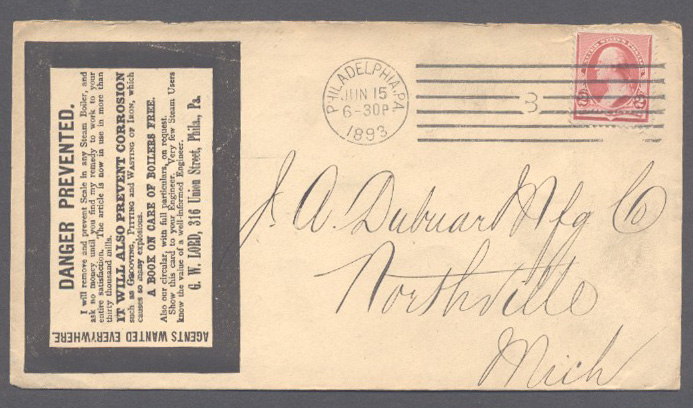 DANGER PREVENTED.
I will remove and prevent Scale in any Steam Boiler, and
ask no money until you find my remedy to work to your
entire satisfaction. The article is now in use in more than
thirty thousand mills.
IT WILL ALSO PREVENT CORROSION
such as GROOVING, PITTING and WASTING OF IRON, which
causes so many explosions.
A BOOK ON CARE OF BOILERS FREE.
Also our circular, with full particulars, on request.
Show this card to your Engineer. Very few Steam Users
know the value of a well-informed Engineer.
G. W. LORD, 316 Union Street, Phila., Pa.
AGENTS WANTED EVERYWHERE.
PHILADELPHIA, PA.
JUN 15
6-30P
1893
3
2 2
J. A. Dubuar Mfg Co
Northville
Mich